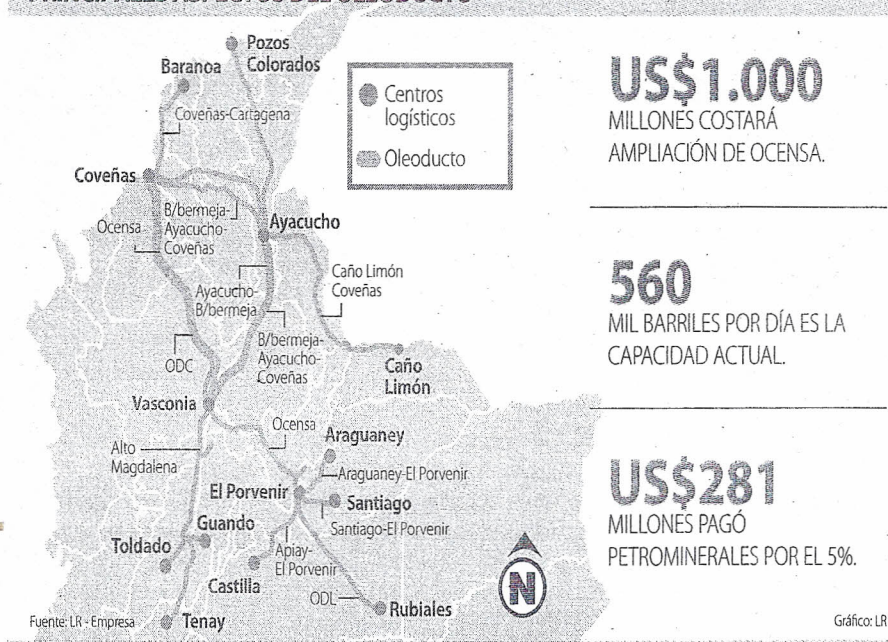 Pozos
Colorados
Baranoa
Coveñas-Cartagena
Centros
logísticos
Oleoducto
Coveñas
Ocensa
B/bermeja-
Ayacucho-
Coveñas
Ayacucho
Ayacucho-
B/bermeja
Caño Limón
Coveñas
B/bermeja-
Ayacucho-
Coveñas
ODC
Caño
Limón
Vasconia
Ocensa
Alto
Magdalena
Araguaney
Araguaney-El Porvenir
El Porvenir
Santiago
Santiago-El Porvenir
Guando
Toldado
Apiay-
El Porvenir
Castilla
ODL
Rubiales
Tenay
N
Fuente: LR - Empresa
US$1.000
MILLONES COSTARÁ
AMPLIACIÓN DE OCENSA.
560
MIL BARRILES POR DÍA ES LA
CAPACIDAD ACTUAL.
US$281
MILLONES PAGÓ
PETROMINERALES POR EL 5%.
Gráfico: LR